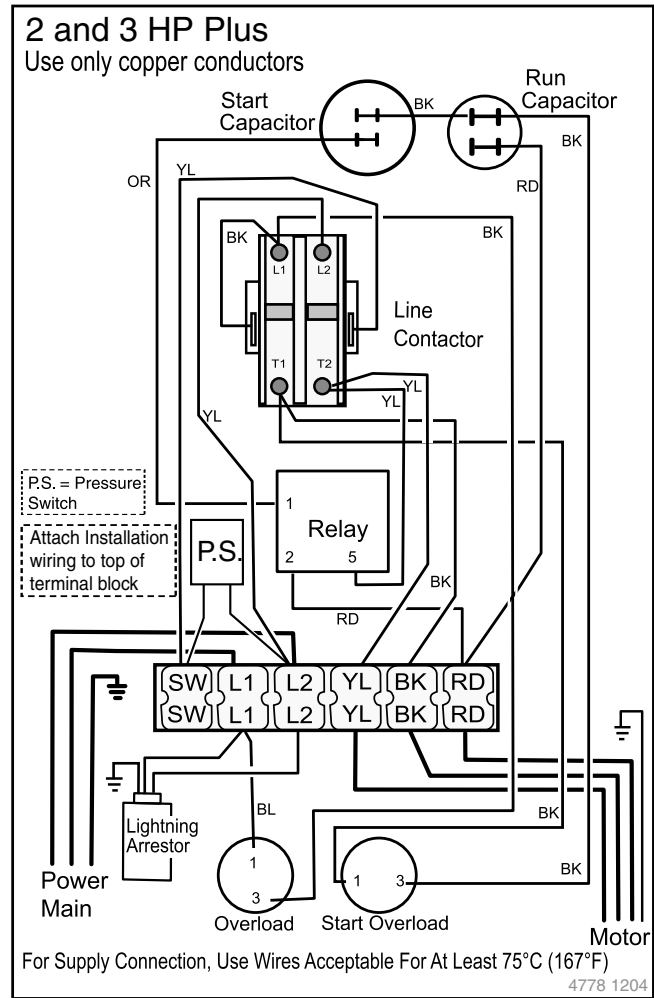 2 and 3 HP Plus
Use only copper conductors
Start
Capacitor
BK
Run
Capacitor
BK
OR
YL
RD
BK
BK
L1
L2
Line
Contactor
T1
T2
YL
YL
YL
P.S. = Pressure
Switch
Attach Installation
wiring to top of
terminal block
P.S.
1
Relay
2
5
BK
RD
SW L1 L2 YL BK RD
SW L1 L2 YL BK RD
BL
BK
Lightning
Arrestor
1
3
1
3
BK
Power
Main
Overload
Start Overload
Motor
For Supply Connection, Use Wires Acceptable For At Least 75°C (167°F)
4778 1204